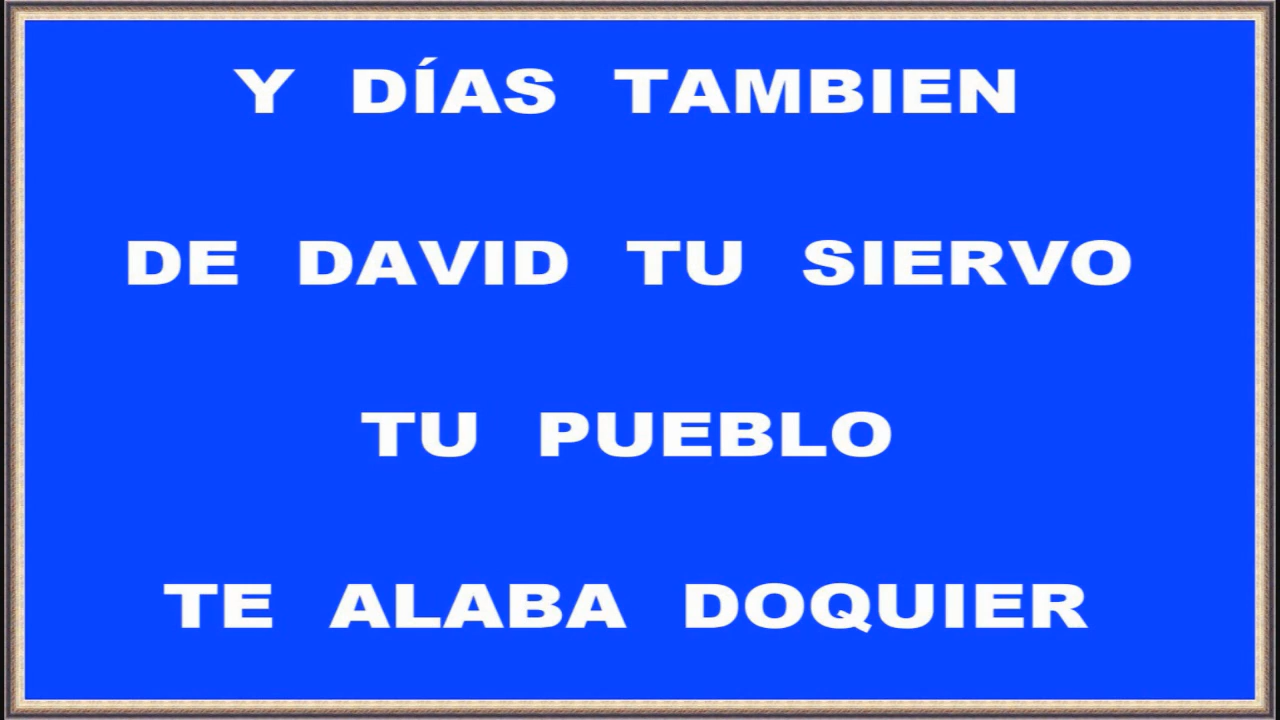 Y DÍAS TAMBIEN
DE DAVID TU SIERVO
TU PUEBLO
TE ALABA DOQUIER